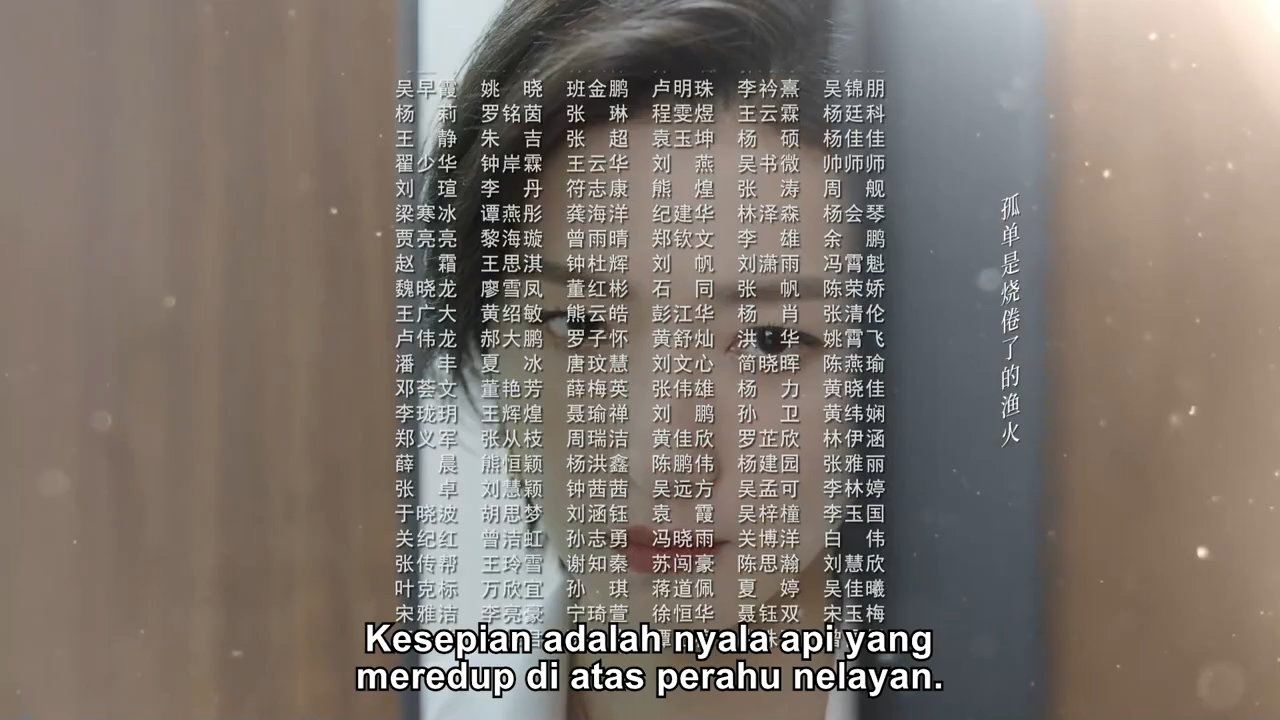 吴早霞 姚晓 班金鹏 卢明珠 李衿熹 吴锦朋
杨莉 罗铭茵 张琳 程雯煜 王云霖 杨廷科
王静 朱吉 张超 袁玉坤 杨硕 杨佳佳
翟少华 钟岸霖 王云华 刘燕 吴书微 帅师师
刘瑄 李丹 符志康 熊煌 张涛 周舰
梁寒冰 谭燕彤 龚海洋 纪建华 林泽森 杨会琴
贾亮亮 黎海璇 曾雨晴 郑钦文 李雄 余鹏
赵霜 王思淇 钟杜辉 刘帆 刘潇雨 冯霄魁
魏晓龙 廖雪凤 董红彬 石同 张帆 陈荣娇
王广大 黄绍敏 熊云皓 彭江华 杨肖 张清伦
卢伟龙 郝大鹏 罗子怀 黄舒灿 洪华 姚霄飞
潘丰 夏冰 唐玟慧 刘文心 简晓晖 陈燕瑜
邓荟文 董艳芳 薛梅英 张伟雄 杨力 黄晓佳
李珑玥 王辉煌 聂瑜禅 刘鹏 孙卫 黄纬娴
郑义军 张从枝 周瑞洁 黄佳欣 罗芷欣 林伊涵
薛晨 熊恒颖 杨洪鑫 陈鹏伟 杨建园 张雅丽
张卓 刘慧颖 钟茜茜 吴远方 吴孟可 李林婷
于晓波 胡思梦 刘涵钰 袁霞 吴梓橦 李玉国
关纪红 曾洁虹 孙志勇 冯晓雨 关博洋 白伟
张传帮 王玲雪 谢知秦 苏闯豪 陈思瀚 刘慧欣
叶克标 万欣宜 孙琪 蒋道佩 夏婷 吴佳曦
宋雅洁 李亮豪 宁琦萱 徐恒华 聂钰双 宋玉梅
孤单是烧倦了的渔火
Kesepian adalah nyala api yang
meredup di atas perahu nelayan.